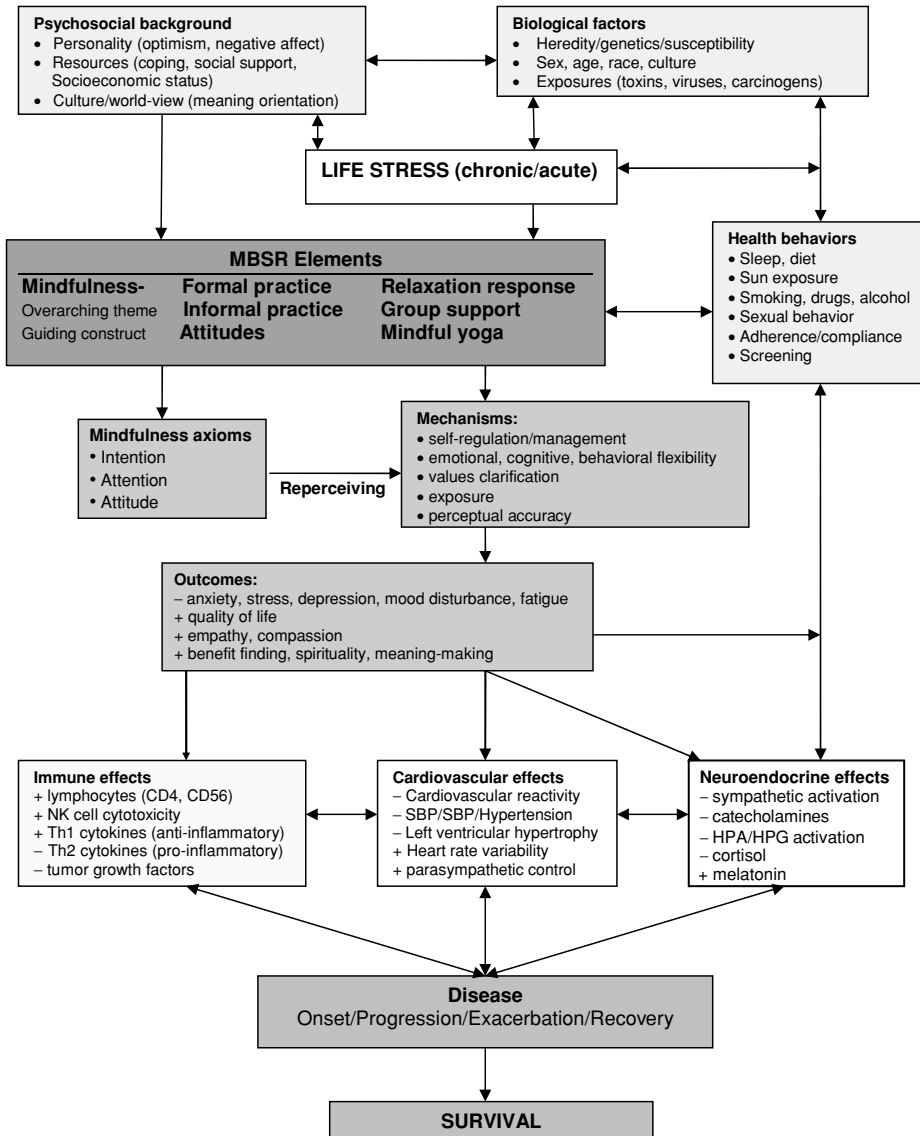 Psychosocial background
• Personality (optimism, negative affect)
• Resources (coping, social support,
Socioeconomic status)
• Culture/world-view (meaning orientation)
Biological factors
• Heredity/genetics/susceptibility
• Sex, age, race, culture
• Exposures (toxins, viruses, carcinogens)
LIFE STRESS (chronic/acute)
MBSR Elements
Mindfulness- Formal practice Relaxation response
Overarching theme Informal practice Group support
Guiding construct Attitudes Mindful yoga
Health behaviors
• Sleep, diet
• Sun exposure
• Smoking, drugs, alcohol
• Sexual behavior
• Adherence/compliance
• Screening
Mindfulness axioms
• Intention
• Attention
• Attitude
Reperceiving
Mechanisms:
• self-regulation/management
• emotional, cognitive, behavioral flexibility
• values clarification
• exposure
• perceptual accuracy
Outcomes:
– anxiety, stress, depression, mood disturbance, fatigue
+ quality of life
+ empathy, compassion
+ benefit finding, spirituality, meaning-making
Immune effects
+ lymphocytes (CD4, CD56)
+ NK cell cytotoxicity
+ Th1 cytokines (anti-inflammatory)
– Th2 cytokines (pro-inflammatory)
– tumor growth factors
Cardiovascular effects
– Cardiovascular reactivity
– SBP/SBP/Hypertension
– Left ventricular hypertrophy
+ Heart rate variability
+ parasympathetic control
Neuroendocrine effects
– sympathetic activation
– catecholamines
– HPA/HPG activation
– cortisol
+ melatonin
Disease
Onset/Progression/Exacerbation/Recovery
SURVIVAL